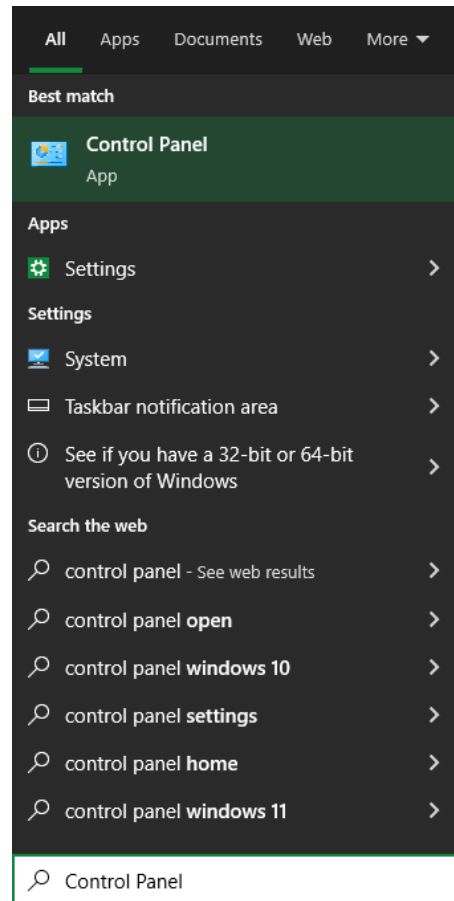 All Apps Documents Web More
Best match
Control Panel
App
Apps
Settings
Settings
System
Taskbar notification area
See if you have a 32-bit or 64-bit
version of Windows
Search the web
control panel - See web results
control panel open
control panel windows 10
control panel settings
control panel home
control panel windows 11
Control Panel